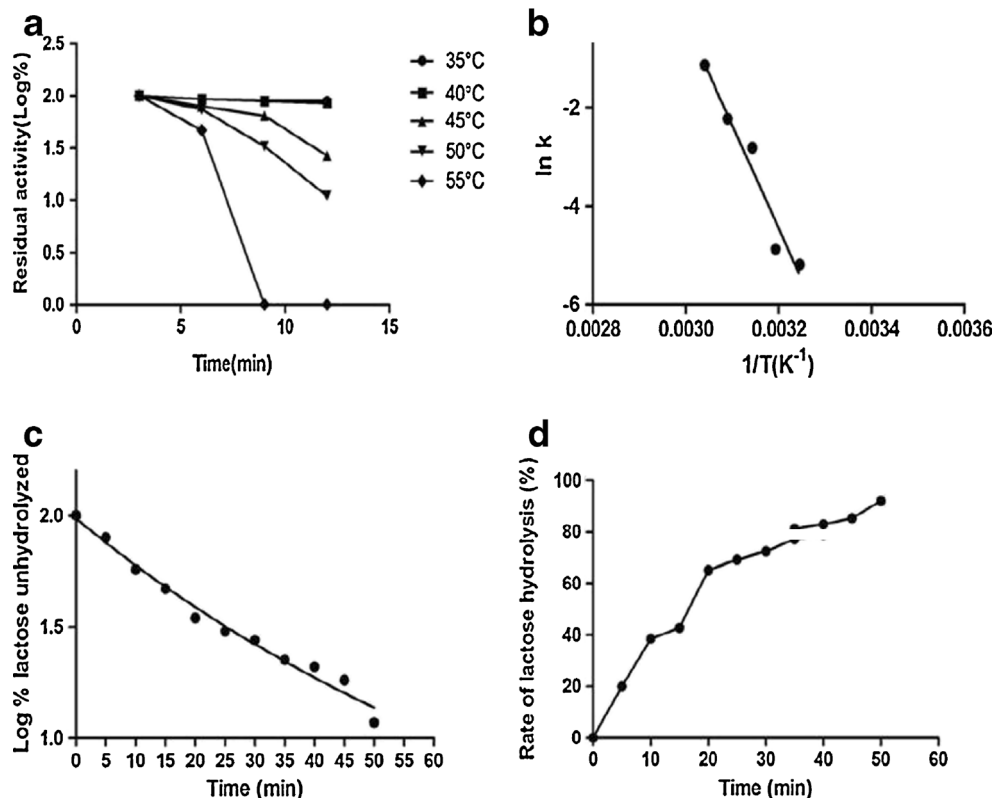 a
Residual activity(Log%)
2.5
2.0
1.5
1.0
0.5
0.0
0
5
10
15
Time(min)
35°C
40°C
45°C
50°C
55°C
b
ln k
-2
-4
-6
0.0028
0.0030
0.0032
0.0034
0.0036
1/T(K-1)
c
Log % lactose unhydrolyzed
2.0
1.5
1.0
0
5
10
15
20
25
30
35
40
45
50
55
60
Time (min)
d
Rate of lactose hydrolysis (%)
100
80
60
40
20
0
0
10
20
30
40
50
60
Time (min)